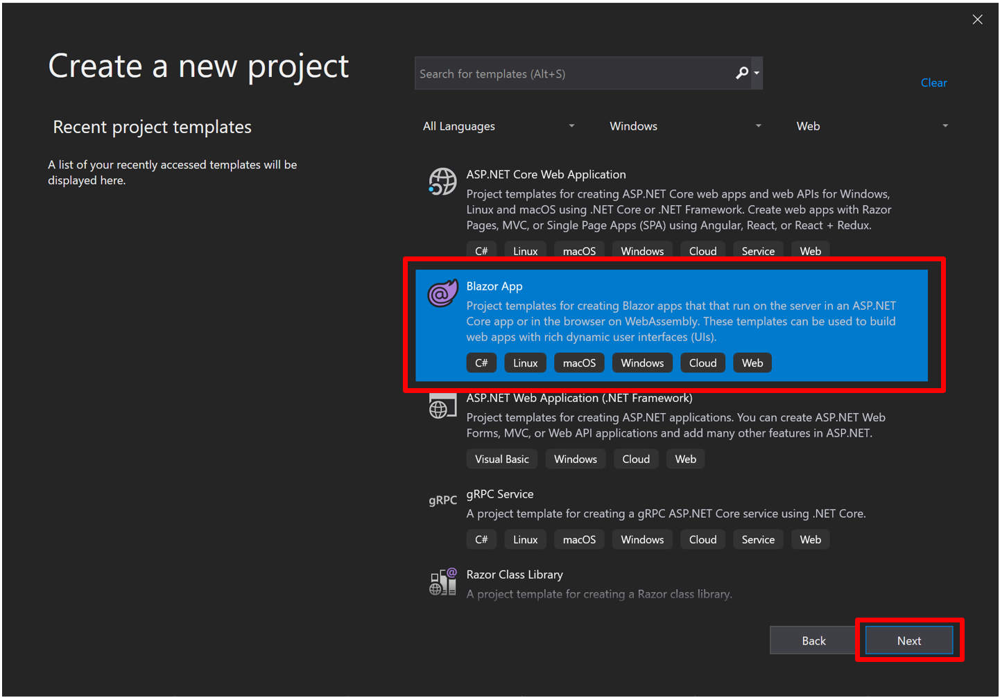 Create a new project
Search for templates (Alt+S)
Clear
Recent project templates
All Languages
Windows
Web
A list of your recently accessed templates will be
displayed here.
ASP.NET Core Web Application
Project templates for creating ASP.NET Core web apps and web APIs for Windows,
Linux and macOS using .NET Core or .NET Framework. Create web apps with Razor
Pages, MVC, or Single Page Apps (SPA) using Angular, React, or React + Redux.
C# Linux macOS Windows Cloud Service Web
@
Blazor App
Project templates for creating Blazor apps that that run on the server in an ASP.NET
Core app or in the browser on WebAssembly. These templates can be used to build
web apps with rich dynamic user interfaces (UIs).
C# Linux macOS Windows Cloud Web
ASP.NET Web Application (.NET Framework)
Project templates for creating ASP.NET applications. You can create ASP.NET Web
Forms, MVC, or Web API applications and add many other features in ASP.NET.
Visual Basic Windows Cloud Web
gRPC
gRPC Service
A project template for creating a gRPC ASP.NET Core service using .NET Core.
C# Linux macOS Windows Cloud Service Web
@
Razor Class Library
A project template for creating a Razor class library.
Back
Next